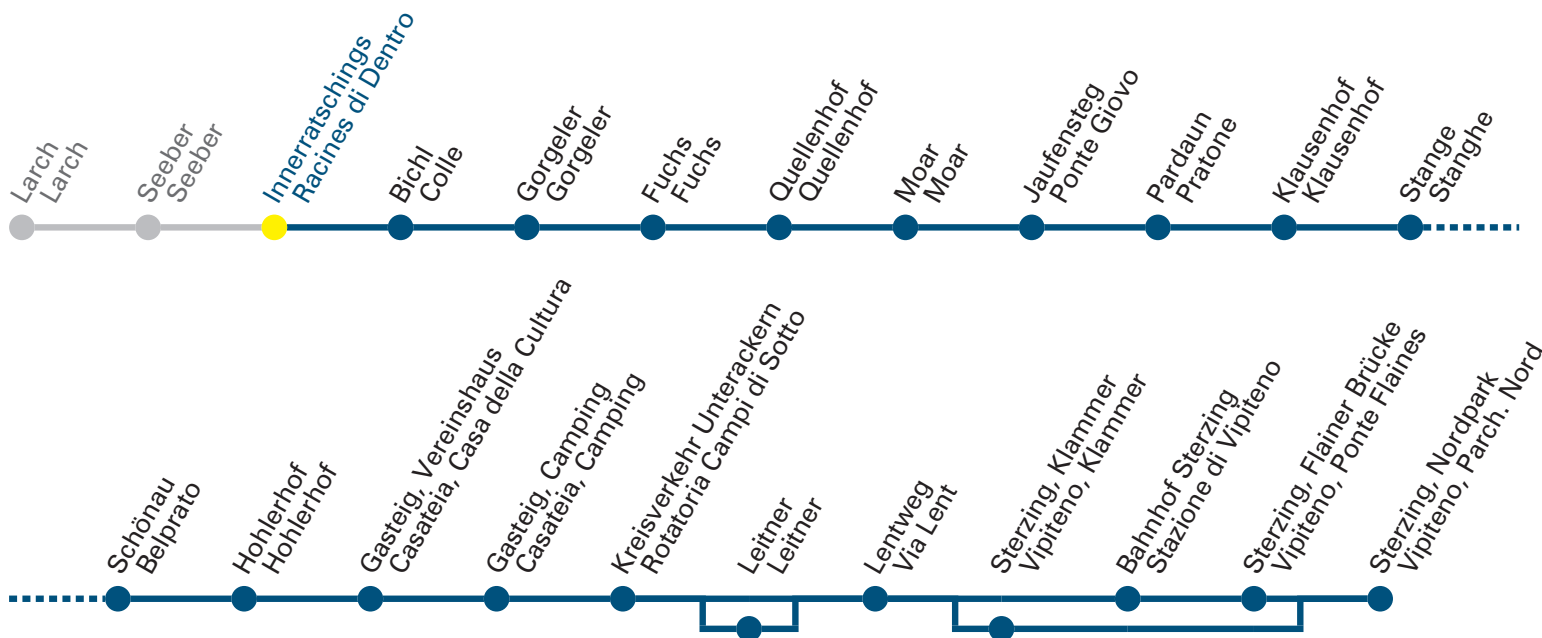 Larch
Larch
Seeber
Seeber
Innerratschings
Racines di Dentro
Bichl
Colle
Gorgeler
Gorgeler
Fuchs
Fuchs
Quellenhof
Quellenhof
Moar
Moar
Jaufensteg
Ponte Giovo
Pardaun
Pratone
Klausenhof
Klausenhof
Stange
Stanghe
Schönau
Belprato
Hohlerhof
Hohlerhof
Gasteig, Vereinshaus
Casateia, Casa della Cultura
Gasteig, Camping
Casateia, Camping
Kreisverkehr Unterackern
Rotatoria Campi di Sotto
Leitner
Leitner
Lentweg
Via Lent
Sterzing, Klammer
Vipiteno, Klammer
Bahnhof Sterzing
Stazione di Vipiteno
Sterzing, Flainer Brücke
Vipiteno, Ponte Flaines
Sterzing, Nordpark
Vipiteno, Parch. Nord